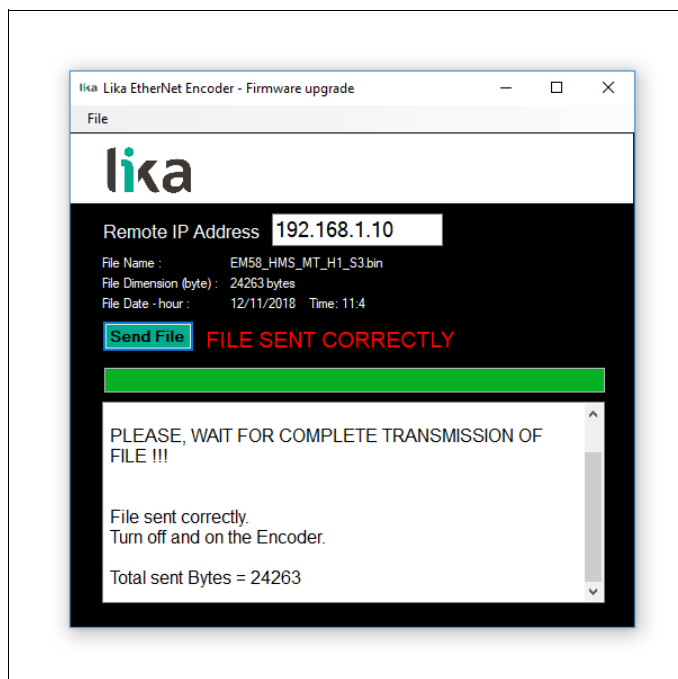 lika Lika EtherNet Encoder - Firmware upgrade
File
lika
Remote IP Address 192.168.1.10
File Name : EM58_HMS_MT_H1_S3.bin
File Dimension (byte) : 24263 bytes
File Date - hour : 12/11/2018 Time: 11:4
Send File FILE SENT CORRECTLY
PLEASE, WAIT FOR COMPLETE TRANSMISSION OF
FILE !!!
File sent correctly.
Turn off and on the Encoder.
Total sent Bytes = 24263